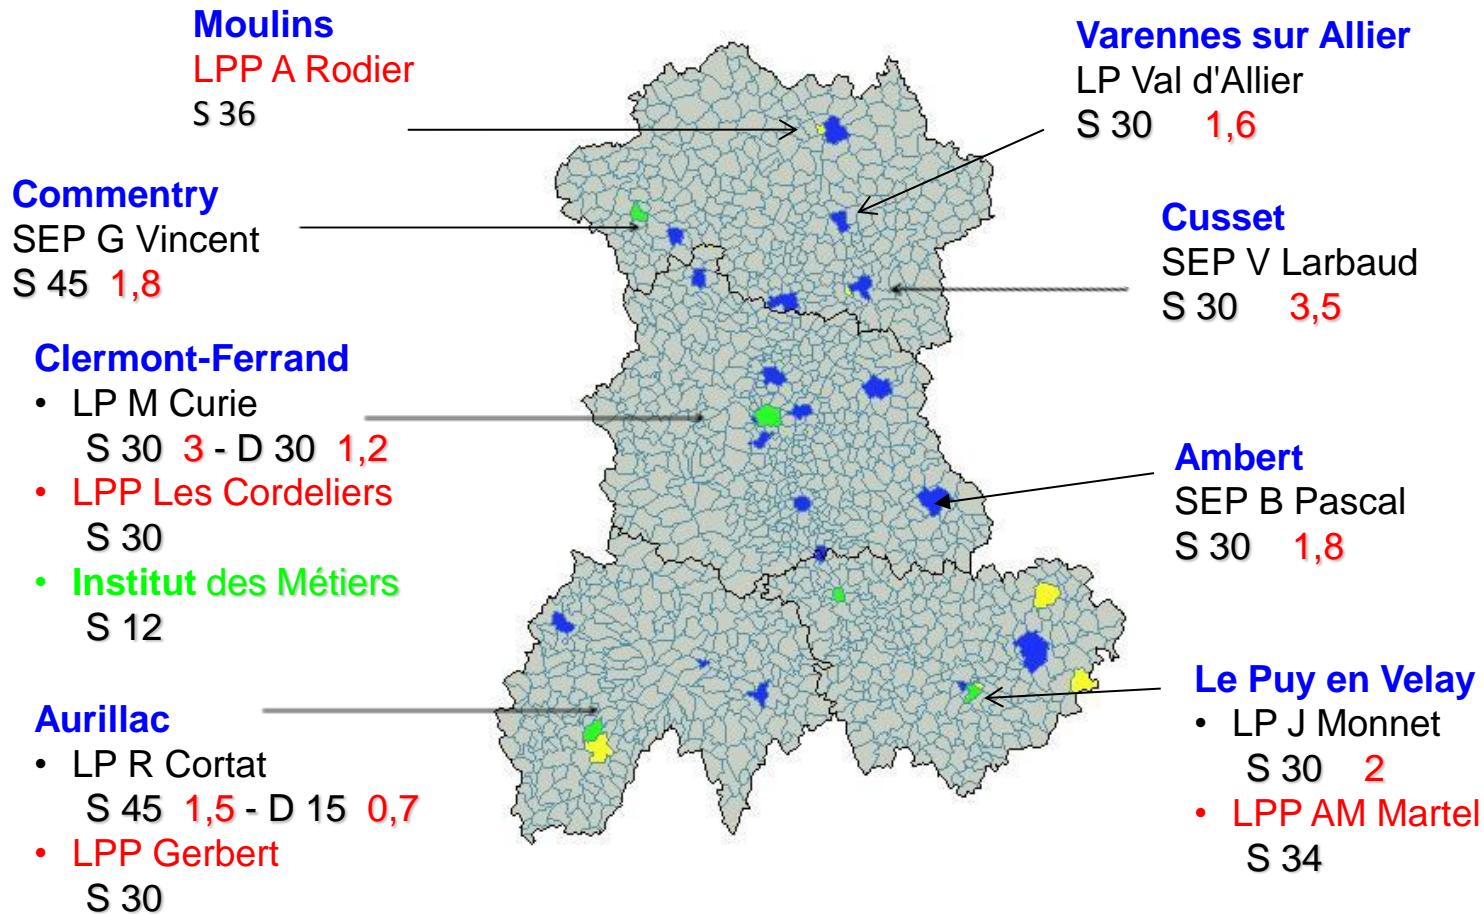 Moulins
LPP A Rodier
S 36
Commentry
SEP G Vincent
S 45 1,8
Clermont-Ferrand
• LP M Curie
S 30 3 - D 30 1,2
• LPP Les Cordeliers
S 30
• Institut des Métiers
S 12
Aurillac
• LP R Cortat
S 45 1,5 - D 15 0,7
• LPP Gerbert
S 30
Varennes sur Allier
LP Val d'Allier
S 30 1,6
Cusset
SEP V Larbaud
S 30 3,5
Ambert
SEP B Pascal
S 30 1,8
Le Puy en Velay
• LP J Monnet
S 30 2
• LPP AM Martel
S 34